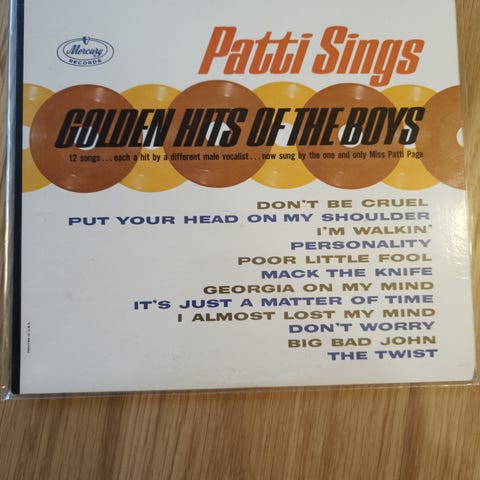 Mercury
RECORDS
Patti Sings
GOLDEN HITS OF THE BOYS
12 songs...each a hit by a different male vocalist...now sung by the one and only Miss Patti Page
DON'T BE CRUEL
PUT YOUR HEAD ON MY SHOULDER
I'M WALKIN'
PERSONALITY
POOR LITTLE FOOL
MACK THE KNIFE
GEORGIA ON MY MIND
IT'S JUST A MATTER OF TIME
I ALMOST LOST MY MIND
DON'T WORRY
BIG BAD JOHN
THE TWIST